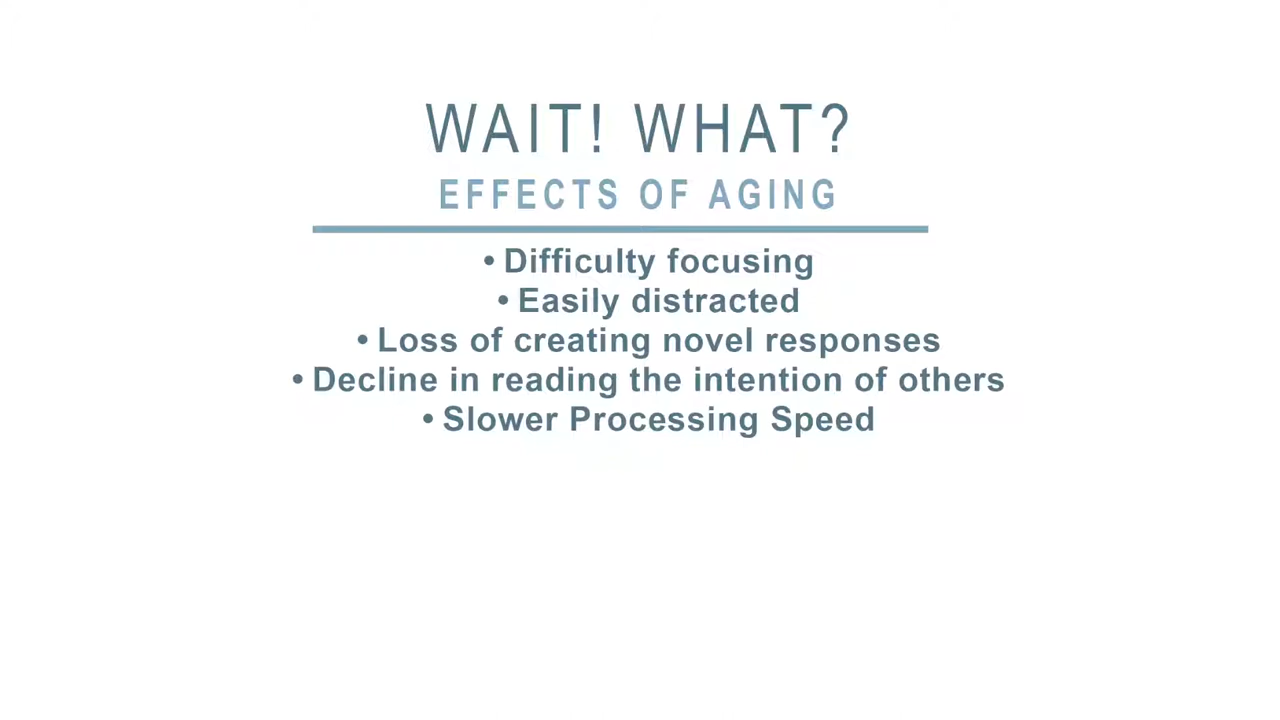 WAIT! WHAT?
EFFECTS OF AGING
• Difficulty focusing
• Easily distracted
• Loss of creating novel responses
• Decline in reading the intention of others
• Slower Processing Speed